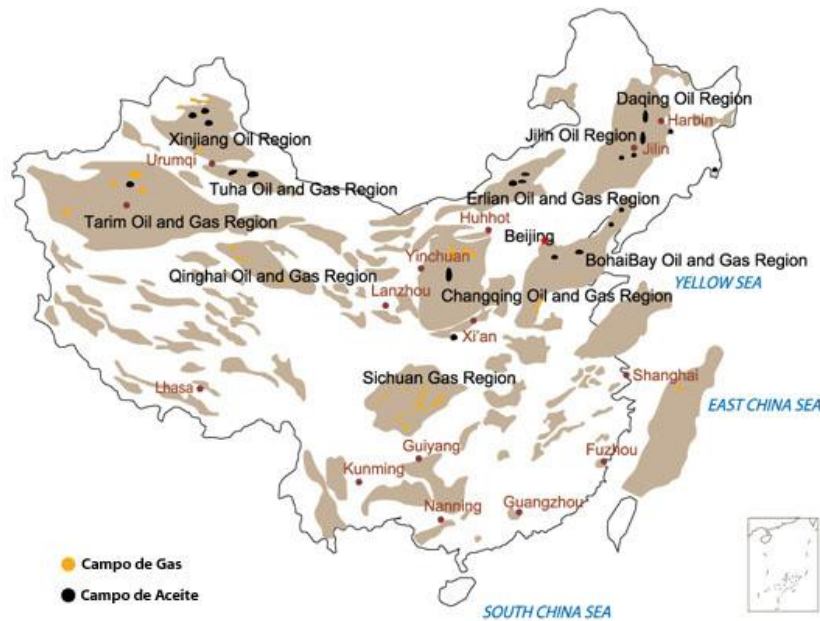 Daqing Oil Region
Harbin
Xinjiang Oil Region
Jilin Oil Region
Jilin
Urumqi
Tuha Oil and Gas Region
Erlian Oil and Gas Region
Tarim Oil and Gas Region
Huhhot
Beijing
Yinchuan
BohaiBay Oil and Gas Region
Qinghai Oil and Gas Region
YELLOW SEA
Lanzhou
Changqing Oil and Gas Region
Xi'an
Sichuan Gas Region
Shanghai
Lhasa
EAST CHINA SEA
Guiyang
Fuzhou
Kunming
Nanning
Guangzhou
Campo de Gas
Campo de Aceite
SOUTH CHINA SEA